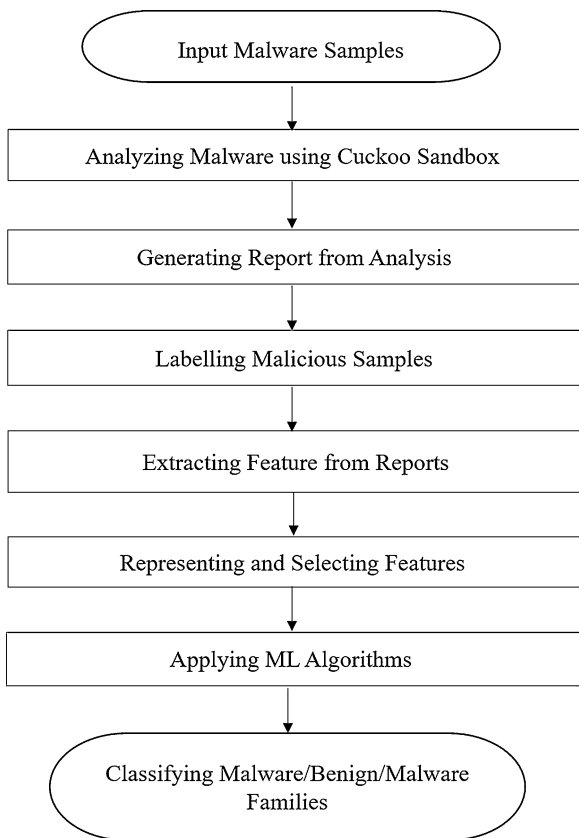 Input Malware Samples
Analyzing Malware using Cuckoo Sandbox
Generating Report from Analysis
Labelling Malicious Samples
Extracting Feature from Reports
Representing and Selecting Features
Applying ML Algorithms
Classifying Malware/Benign/Malware
Families